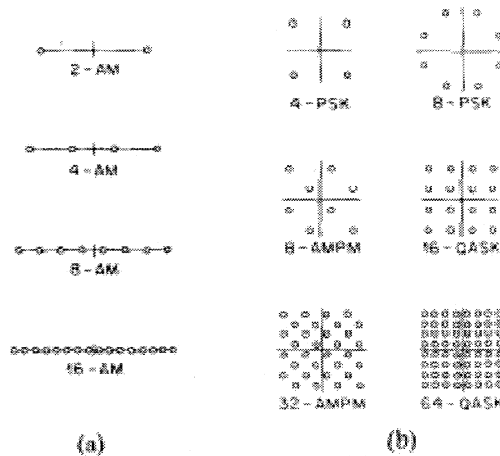 2-AM
4-AM
8-AM
16-AM
(a)
4-PSK
8-PSK
8-AMPM
16-QASK
32-AMPM
64-QASK
(b)